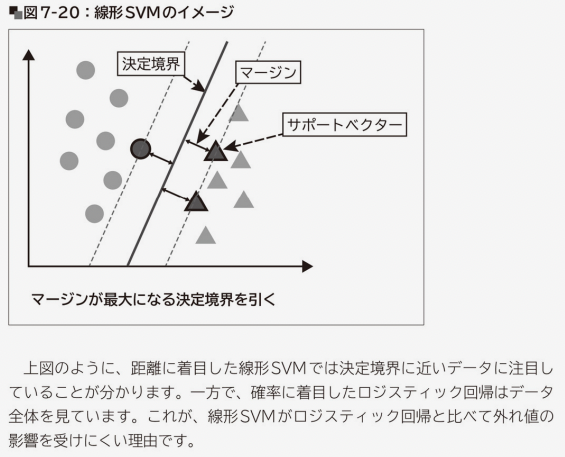 ■図7-20：線形SVMのイメージ
決定境界
マージン
サポートベクター
マージンが最大になる決定境界を引く
上図のように、距離に着目した線形SVMでは決定境界に近いデータに注目し
ていることが分かります。一方で、確率に着目したロジスティック回帰はデータ
全体を見ています。これが、線形SVMがロジスティック回帰と比べて外れ値の
影響を受けにくい理由です。